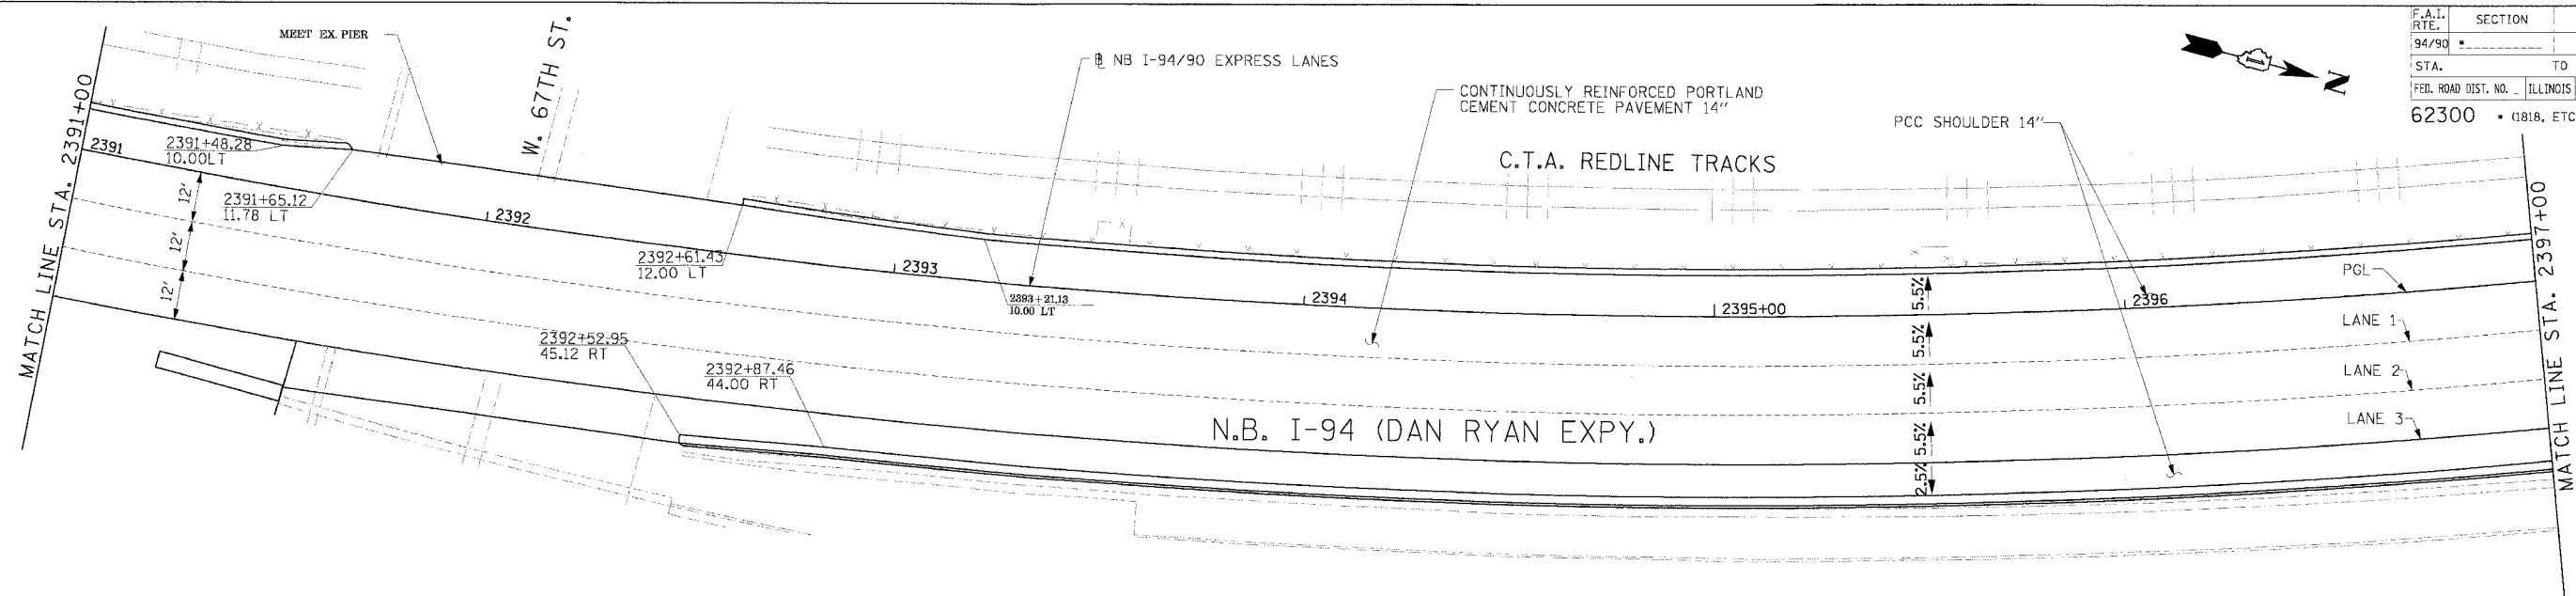 F.A.I. RTE.
SECTION
94/90 *
STA. TO
FED. ROAD DIST. NO. _ ILLINOIS
62300 * (1818, ETC
MEET EX. PIER
W. 67TH ST.
℄ NB I-94/90 EXPRESS LANES
CONTINUOUSLY REINFORCED PORTLAND
CEMENT CONCRETE PAVEMENT 14"
PCC SHOULDER 14"
C.T.A. REDLINE TRACKS
N
MATCH LINE STA. 2391+00
2391
2391+48.28
10.00LT
2391+65.12
11.78 LT
12'
12'
12'
2392
2392+61.43
12.00 LT
2393
2393+21.13
10.00 LT
2394
2395+00
2396
2392+52.95
45.12 RT
2392+87.46
44.00 RT
5.5%
5.5%
5.5%
5.5%
2.5%
PGL
LANE 1
LANE 2
LANE 3
N.B. I-94 (DAN RYAN EXPY.)
MATCH LINE STA. 2397+00